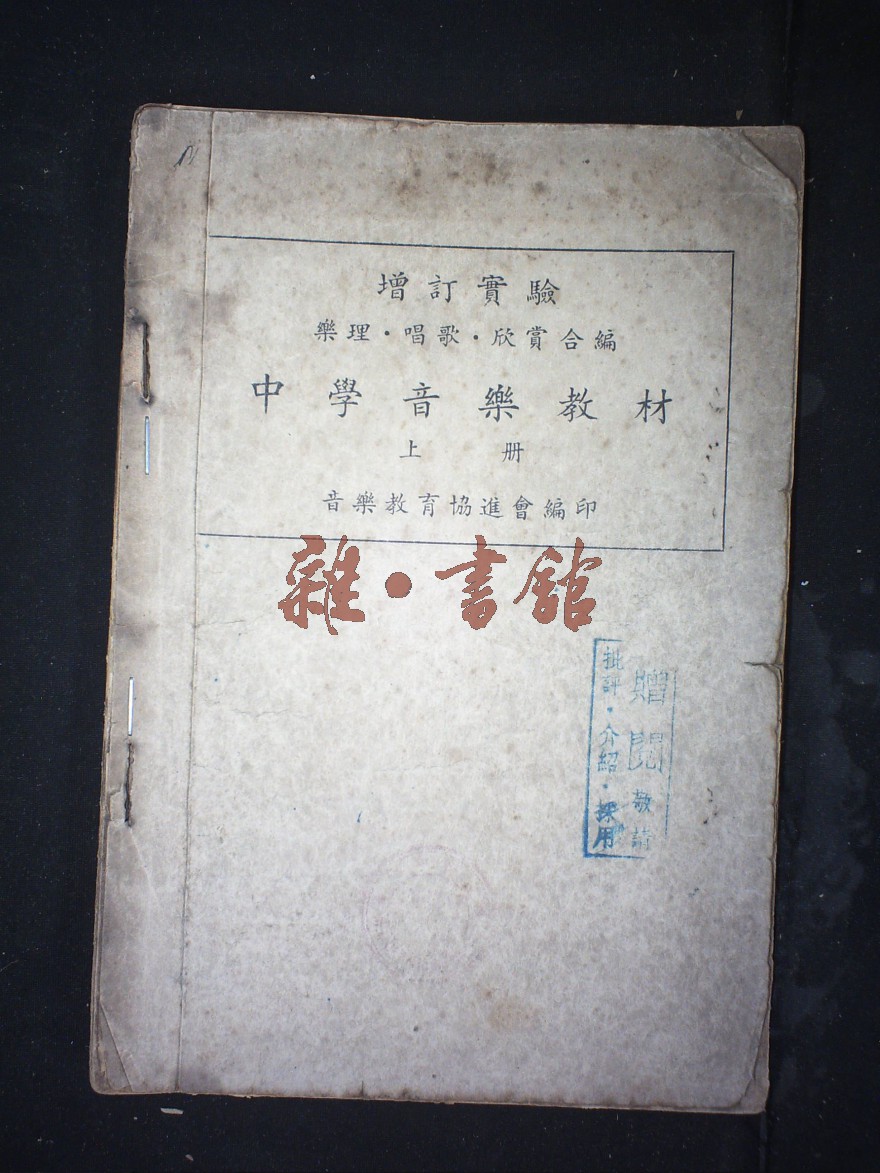 增訂實驗
樂理·唱歌·欣賞合編
中學音樂教材
上册
音樂教育協進會編印
雜·書館
贈閱敬請
批評·介紹·採用